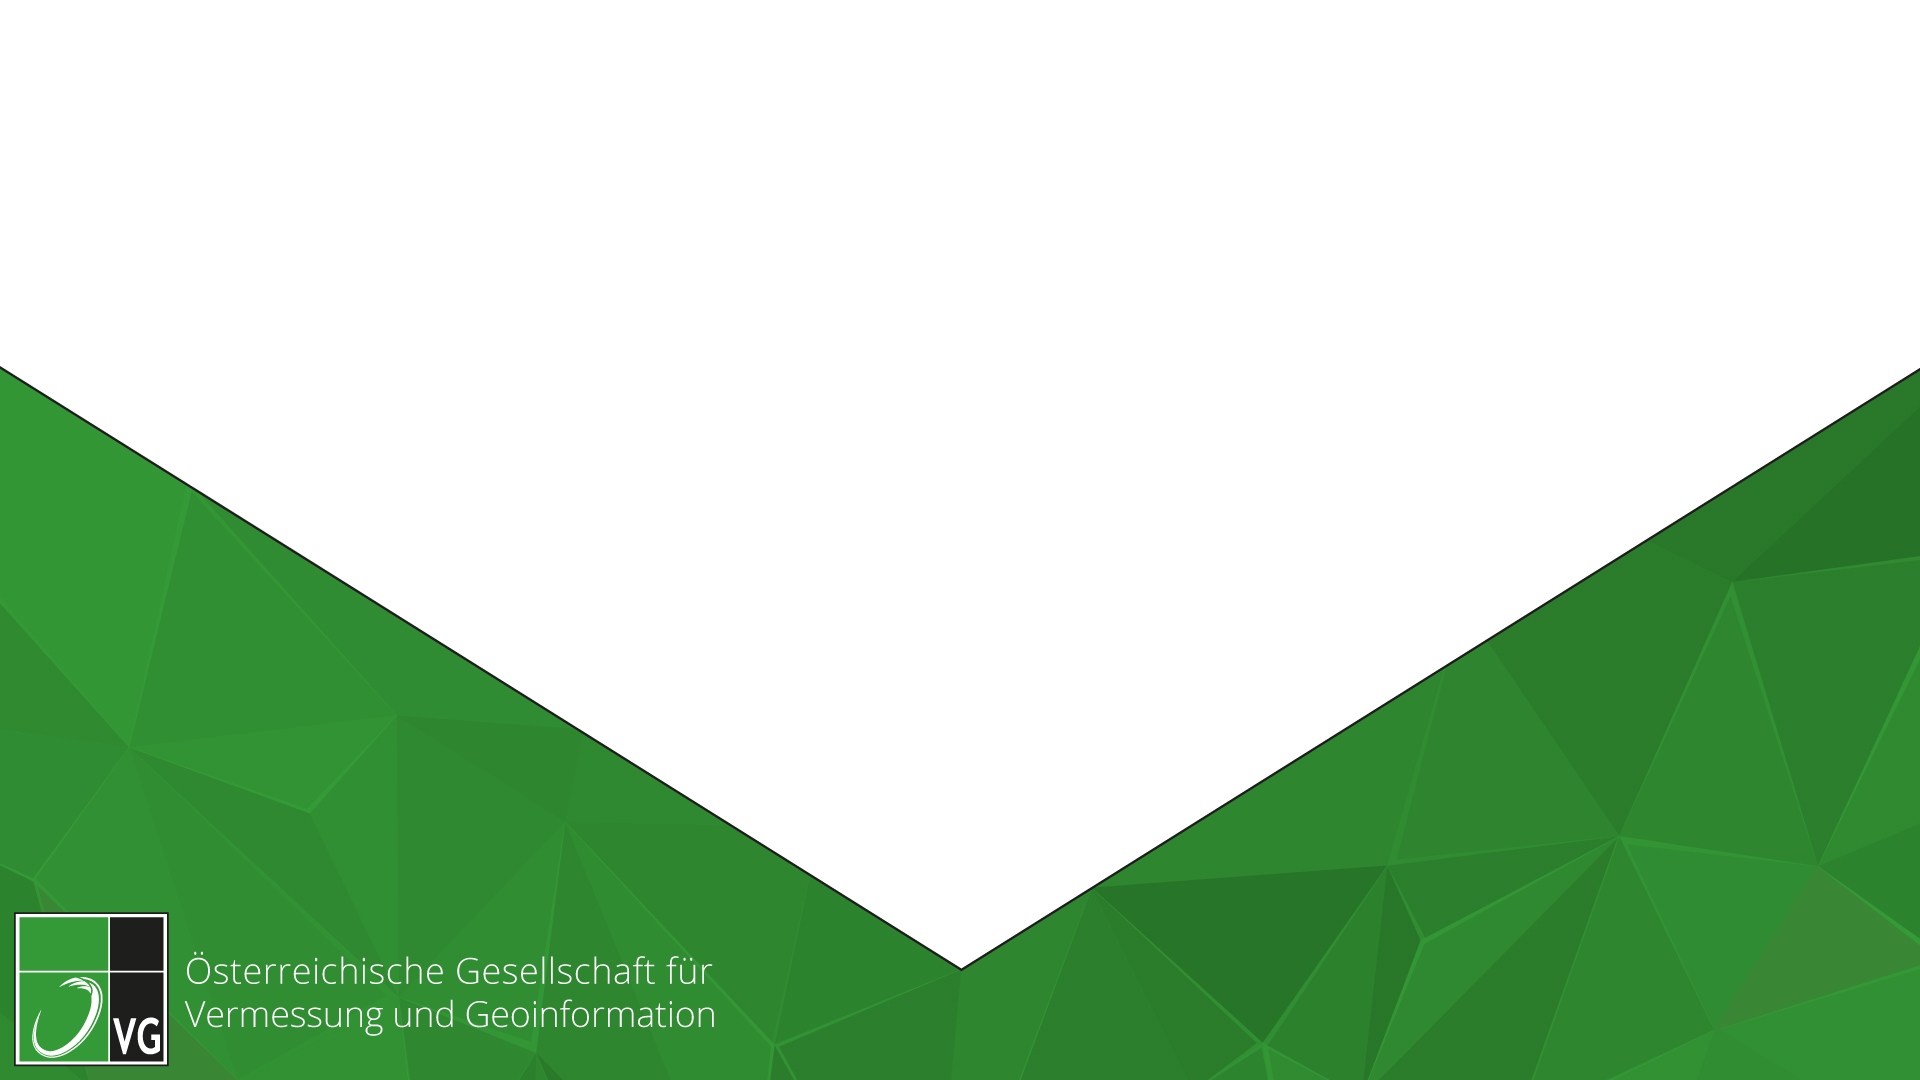 VG
Österreichische Gesellschaft für
Vermessung und Geoinformation